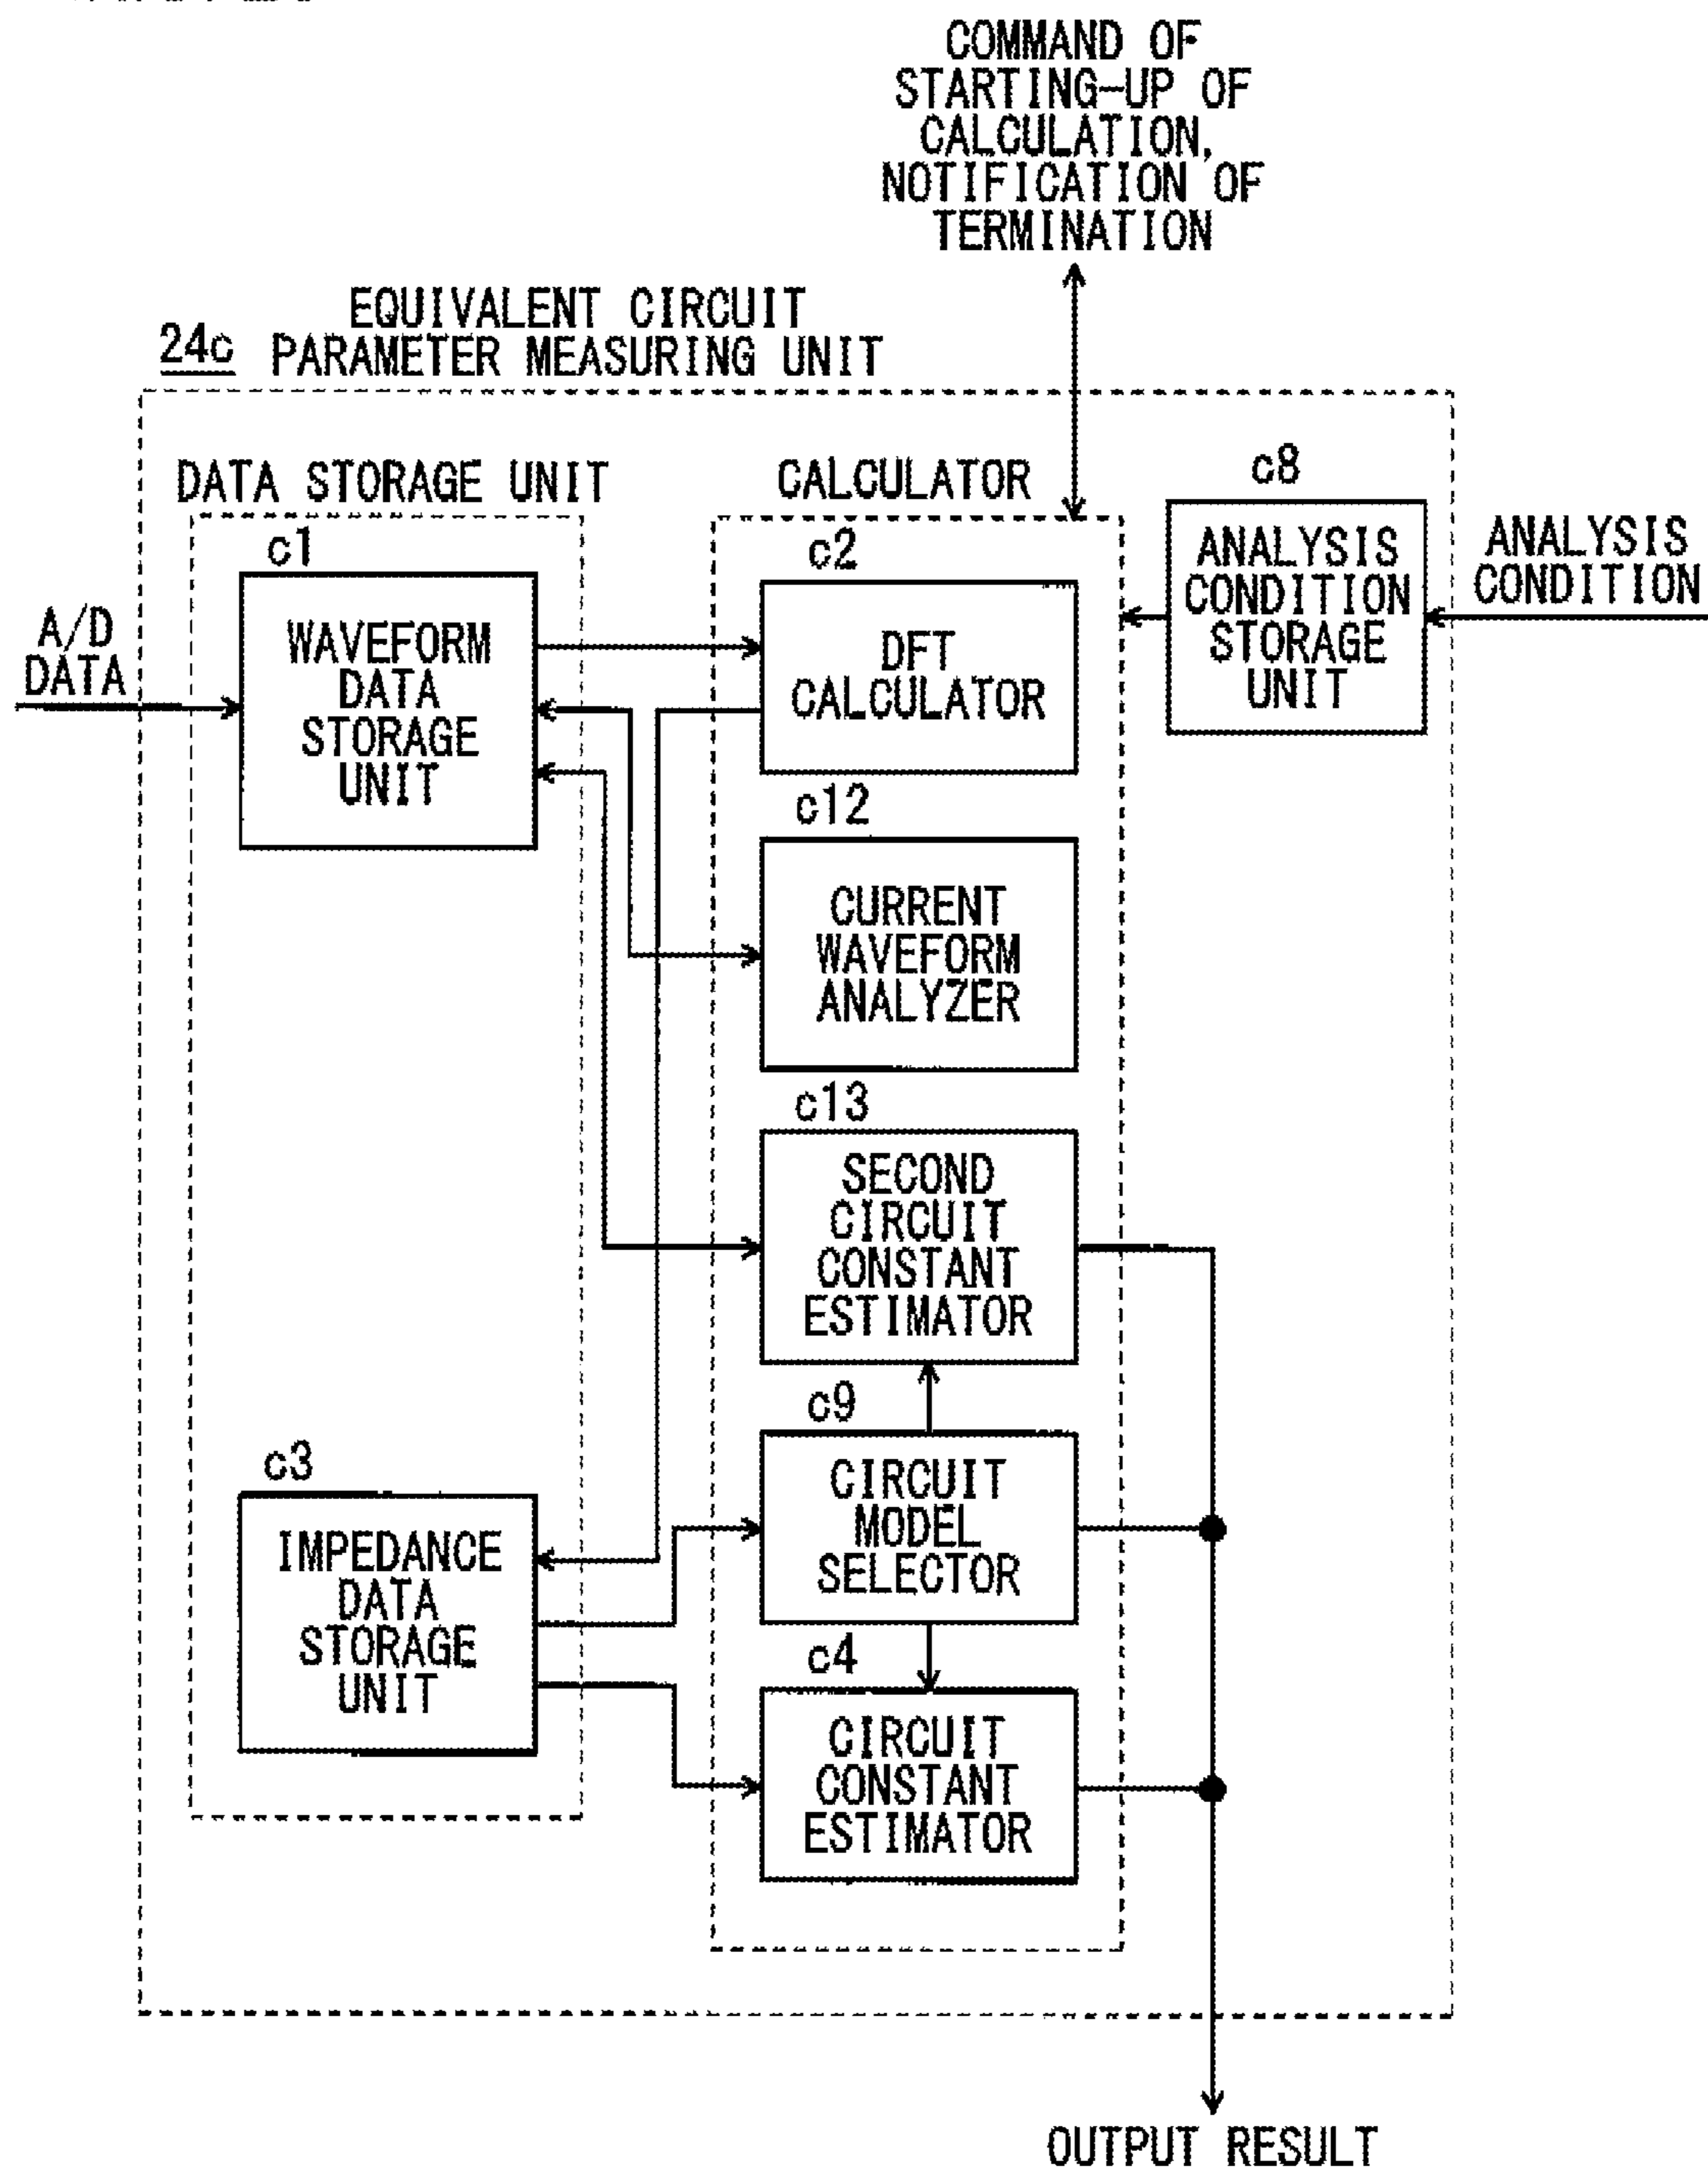 COMMAND OF
STARTING-UP OF
CALCULATION,
NOTIFICATION OF
TERMINATION
EQUIVALENT CIRCUIT
24c PARAMETER MEASURING UNIT
DATA STORAGE UNIT
CALCULATOR
c8
ANALYSIS
CONDITION
STORAGE
UNIT
ANALYSIS
CONDITION
A/D
DATA
c1
WAVEFORM
DATA
STORAGE
UNIT
c2
DFT
CALCULATOR
c12
CURRENT
WAVEFORM
ANALYZER
c13
SECOND
CIRCUIT
CONSTANT
ESTIMATOR
c9
CIRCUIT
MODEL
SELECTOR
c3
IMPEDANCE
DATA
STORAGE
UNIT
c4
CIRCUIT
CONSTANT
ESTIMATOR
OUTPUT RESULT